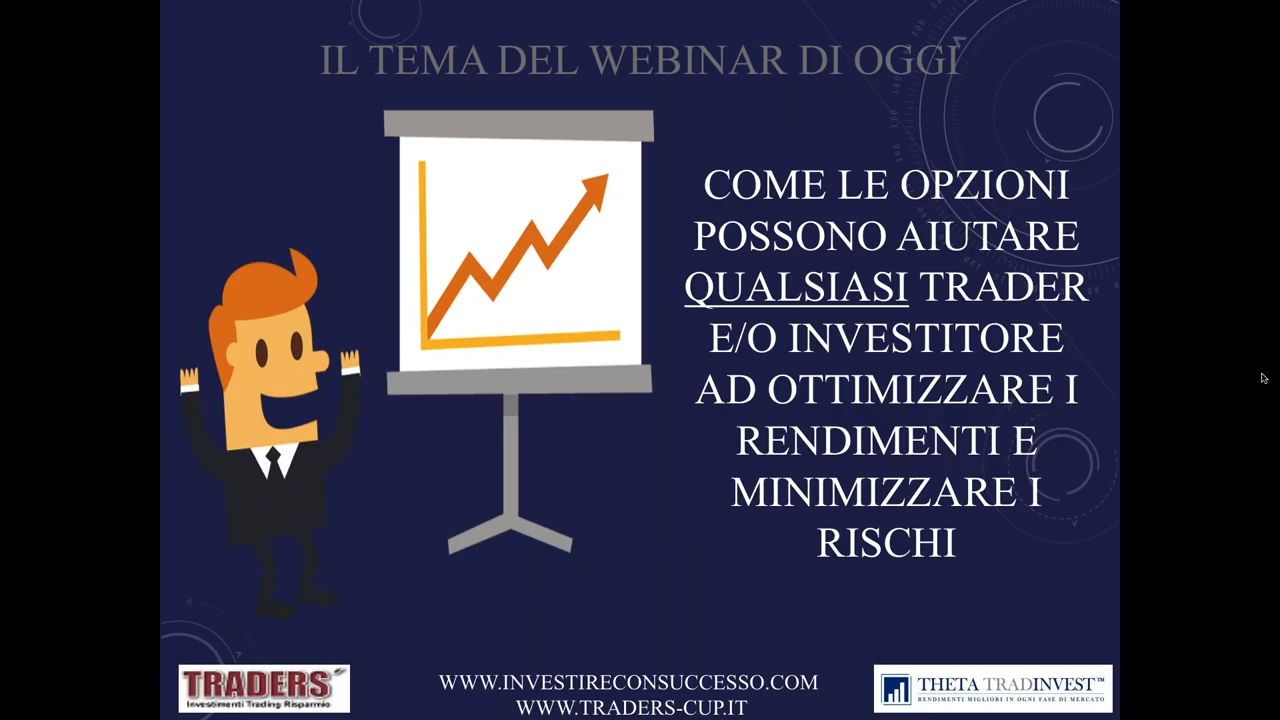 IL TEMA DEL WEBINAR DI OGGI
COME LE OPZIONI
POSSONO AIUTARE
QUALSIASI TRADER
E/O INVESTITORE
AD OTTIMIZZARE I
RENDIMENTI E
MINIMIZZARE I
RISCHI
TRADERS'
Investimenti Trading Risparmio
WWW.INVESTIRECONSUCCESSO.COM
WWW.TRADERS-CUP.IT
THETA TRADINVEST™
RENDIMENTI MIGLIORI IN OGNI FASE DI MERCATO